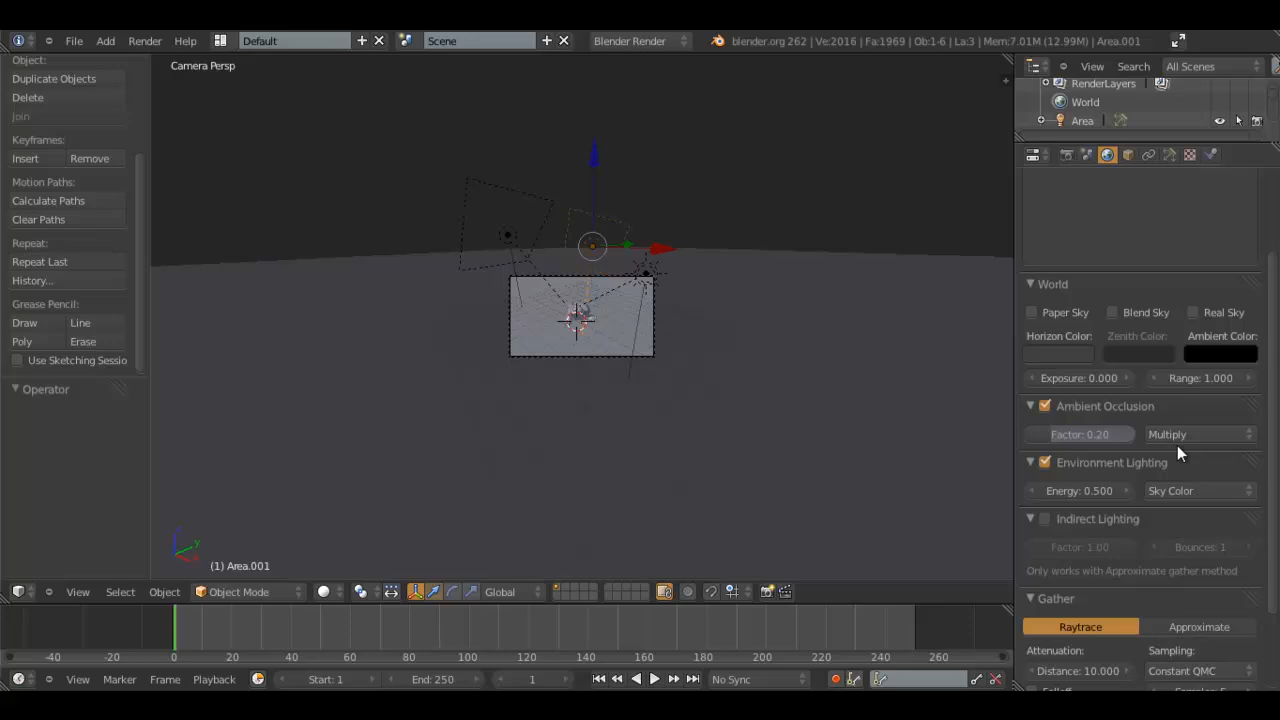 File Add Render Help Default Scene Blender Render blender.org 262 | Ve:2016 | Fa:1969 | Ob:1-6 | La:3 | Mem:7.01M (12.99M) | Area.001
Object:
Duplicate Objects
Delete
Join
Keyframes:
Insert Remove
Motion Paths:
Calculate Paths
Clear Paths
Repeat:
Repeat Last
History...
Grease Pencil:
Draw Line
Poly Erase
Use Sketching Sessio
Operator
Camera Persp
(1) Area.001
View Select Object Object Mode Global
-40 -20 0 20 40 60 80 100 120 140 160 180 200 220 240 260
View Marker Frame Playback Start: 1 End: 250 1 No Sync
View Search All Scenes
RenderLayers
World
Area
World
Paper Sky Blend Sky Real Sky
Horizon Color: Zenith Color: Ambient Color:
Exposure: 0.000 Range: 1.000
Ambient Occlusion
Factor: 0.20 Multiply
Environment Lighting
Energy: 0.500 Sky Color
Indirect Lighting
Factor: 1.00 Bounces: 1
Only works with Approximate gather method
Gather
Raytrace Approximate
Attenuation: Sampling:
Distance: 10.000 Constant QMC